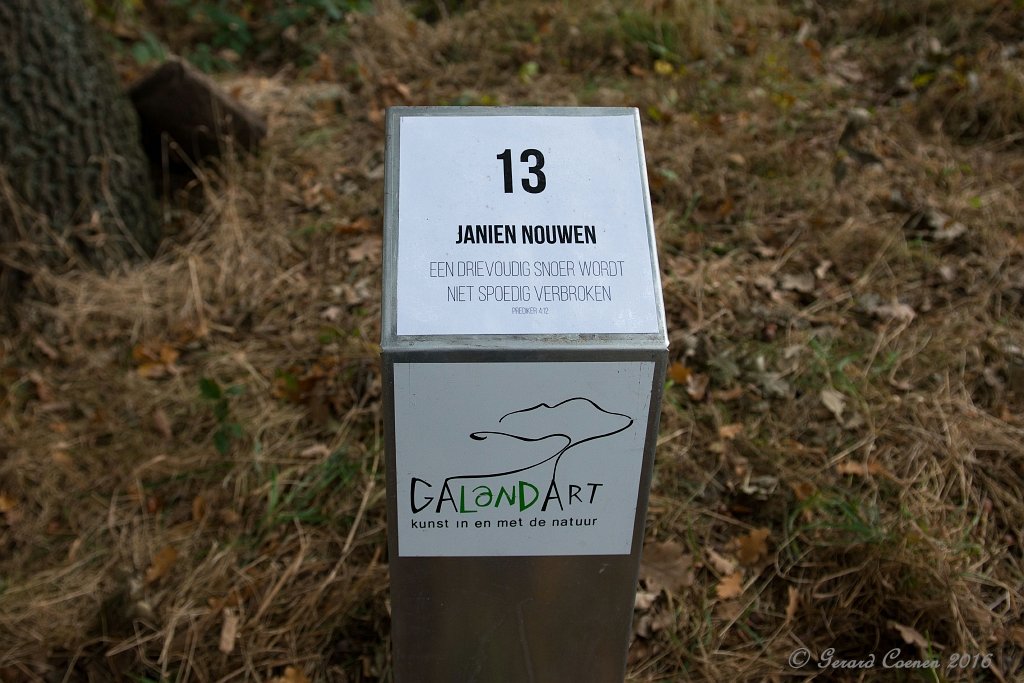 13
JANIEN NOUWEN
EEN DRIEVOUDIG SNOER WORDT
NIET SPOEDIG VERBROKEN
PREDIKER 4:12
GALANDART
kunst in en met de natuur
© Gerard Coenen 2016